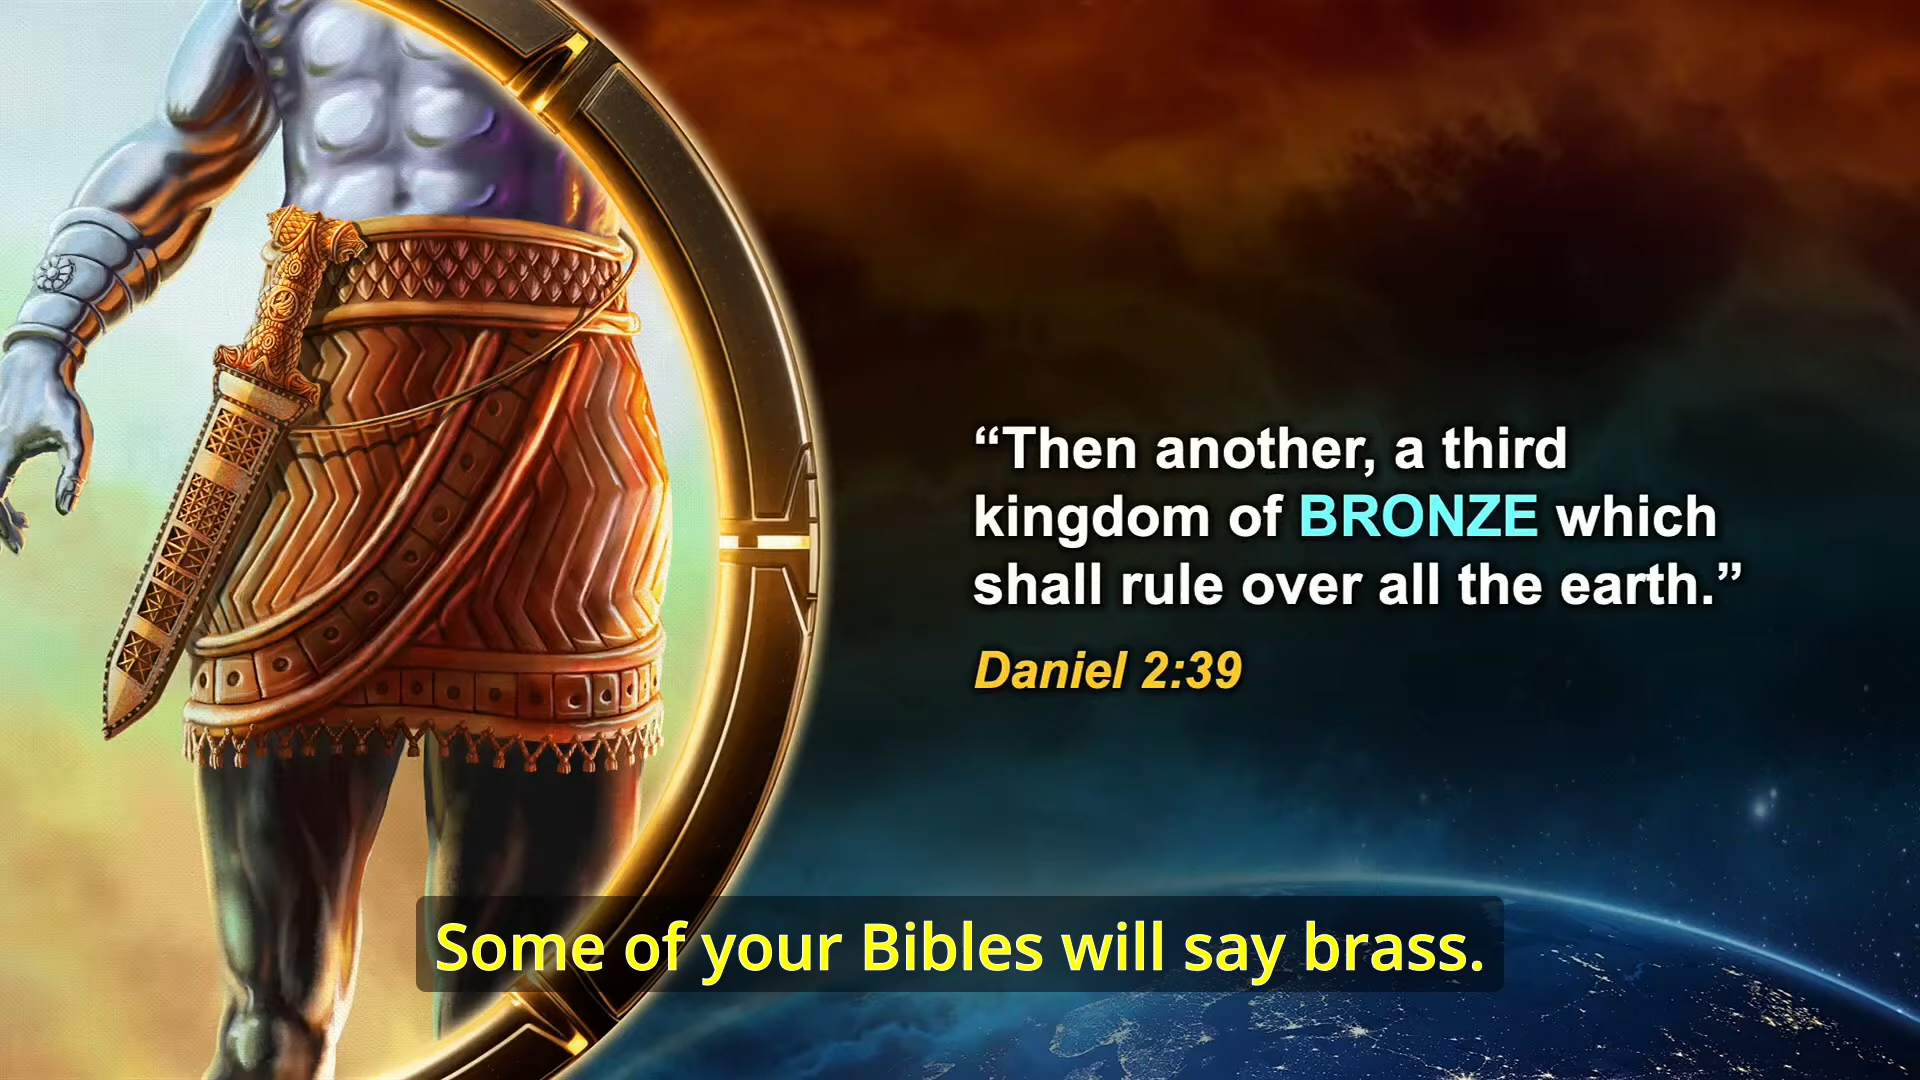 “Then another, a third
kingdom of BRONZE which
shall rule over all the earth.”
Daniel 2:39
Some of your Bibles will say brass.